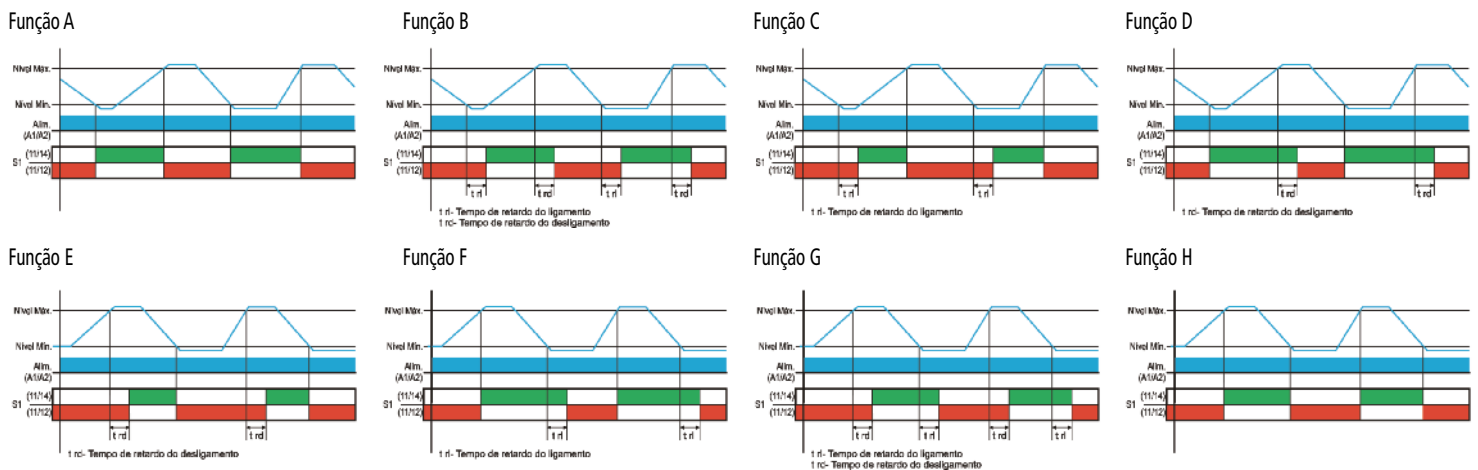 Função A
Nível Máx.
Nível Mín.
Alim.
(A1/A2)
S1 (11/14)
(11/12)
Função B
Nível Máx.
Nível Mín.
Alim.
(A1/A2)
S1 (11/14)
(11/12)
t rl t rd t rl t rd
t rl- Tempo de retardo do ligamento
t rd- Tempo de retardo do desligamento
Função C
Nível Máx.
Nível Mín.
Alim.
(A1/A2)
S1 (11/14)
(11/12)
t rl t rl
t rl- Tempo de retardo do ligamento
Função D
Nível Máx.
Nível Mín.
Alim.
(A1/A2)
S1 (11/14)
(11/12)
t rd t rd
t rd- Tempo de retardo do desligamento
Função E
Nível Máx.
Nível Mín.
Alim.
(A1/A2)
S1 (11/14)
(11/12)
t rd t rd
t rd- Tempo de retardo do desligamento
Função F
Nível Máx.
Nível Mín.
Alim.
(A1/A2)
S1 (11/14)
(11/12)
t rl t rl
t rl- Tempo de retardo do ligamento
Função G
Nível Máx.
Nível Mín.
Alim.
(A1/A2)
S1 (11/14)
(11/12)
t rd t rl t rd t rl
t rl- Tempo de retardo do ligamento
t rd- Tempo de retardo do desligamento
Função H
Nível Máx.
Nível Mín.
Alim.
(A1/A2)
S1 (11/14)
(11/12)